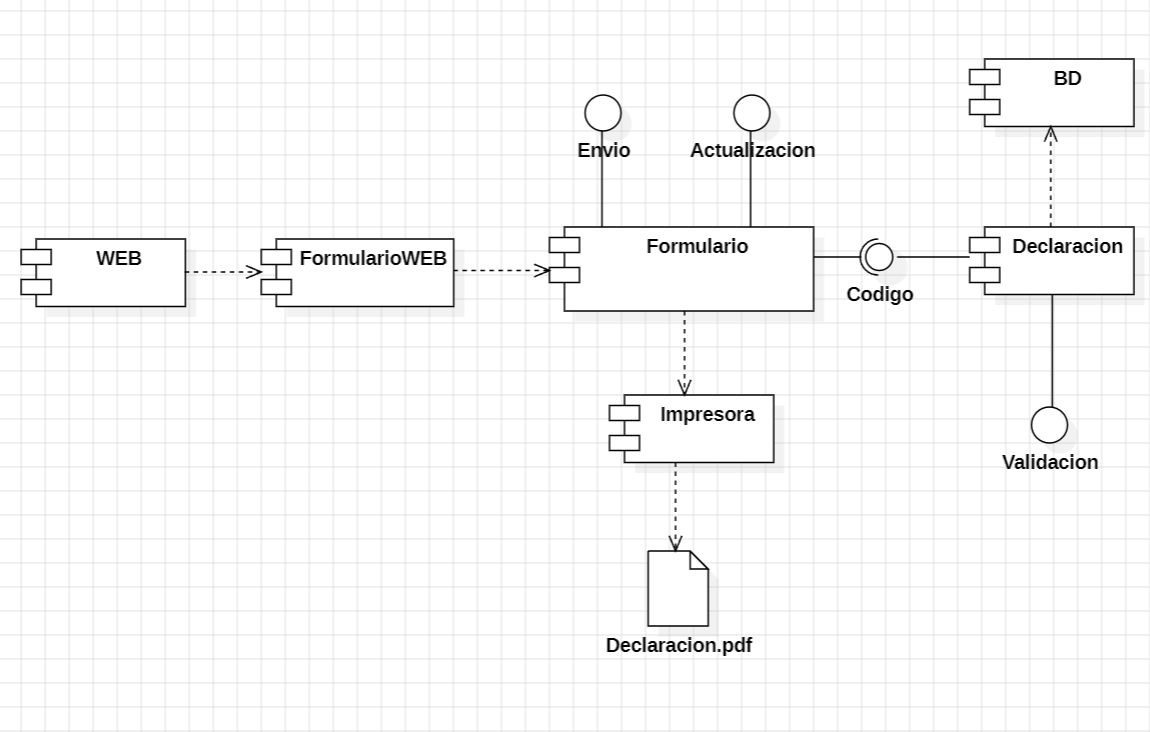 BD
Envio
Actualizacion
WEB
FormularioWEB
Formulario
Declaracion
Codigo
Impresora
Validacion
Declaracion.pdf